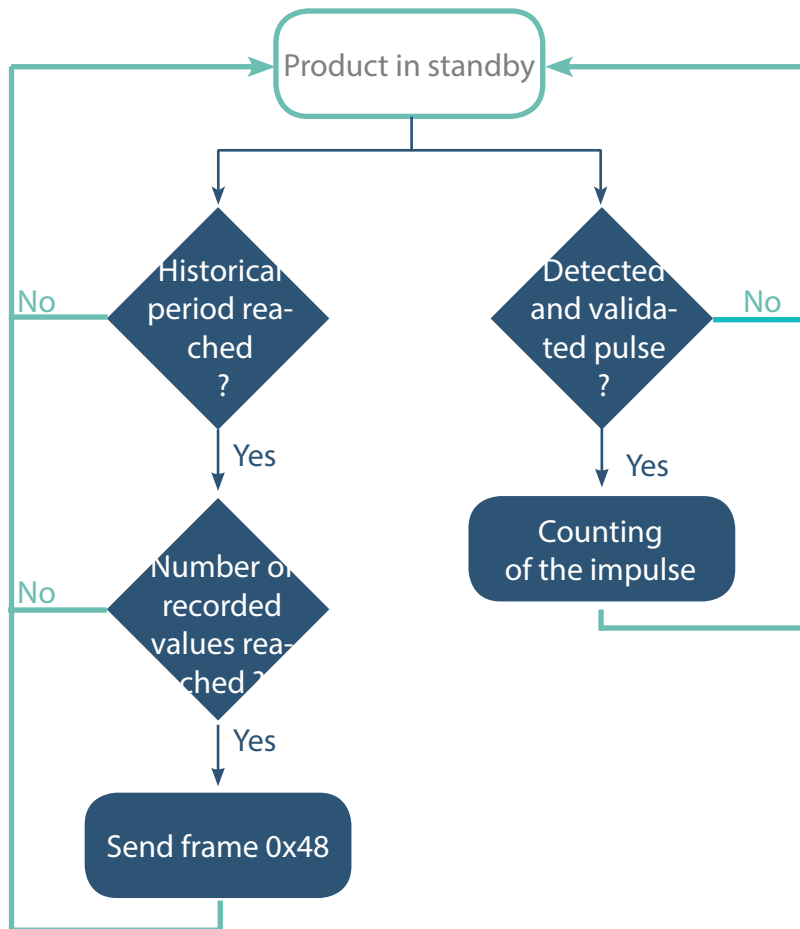 Product in standby
Historical
period rea-
ched
?
No
Yes
Number of
recorded
values rea-
ched ?
No
Yes
Send frame 0x48
Detected
and valida-
ted pulse
?
No
Yes
Counting
of the impulse